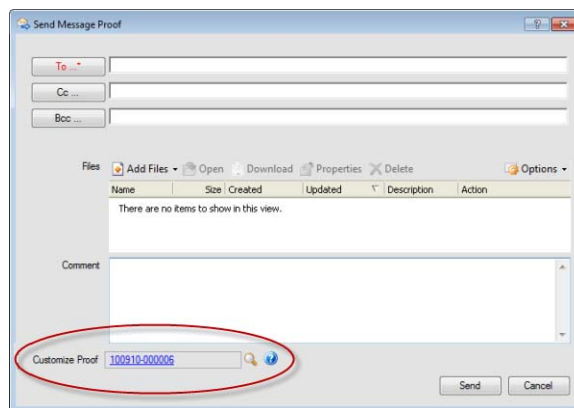 Send Message Proof
To ...*
Cc ...
Bcc ...
Files Add Files Open Download Properties Delete Options
Name Size Created Updated Description Action
There are no items to show in this view.
Comment
Customize Proof 100910-000006
Send Cancel